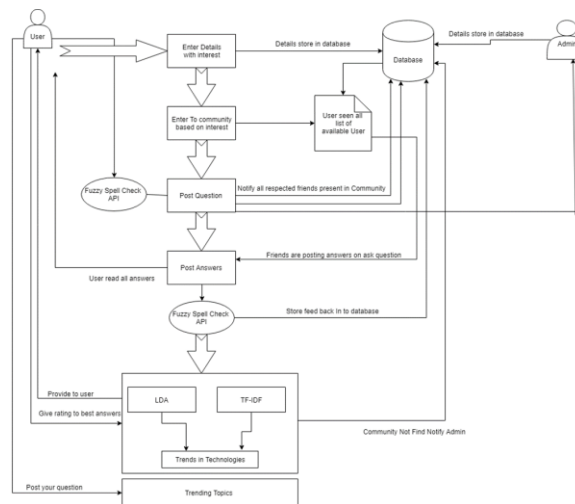 User
Enter Details
with interest
Details store in database
Database
Details store in database
Admin
Enter To community
based on interest
User seen all
list of
available User
Fuzzy Spell Check
API
Post Question
Notify all respected friends present in Community
Post Answers
Friends are posting answers on ask question
User read all answers
Fuzzy Spell Check
API
Store feed back In to database
Provide to user
LDA
TF-IDF
Give rating to best answers
Trends in Technologies
Community Not Find Notify Admin
Post your question
Trending Topics